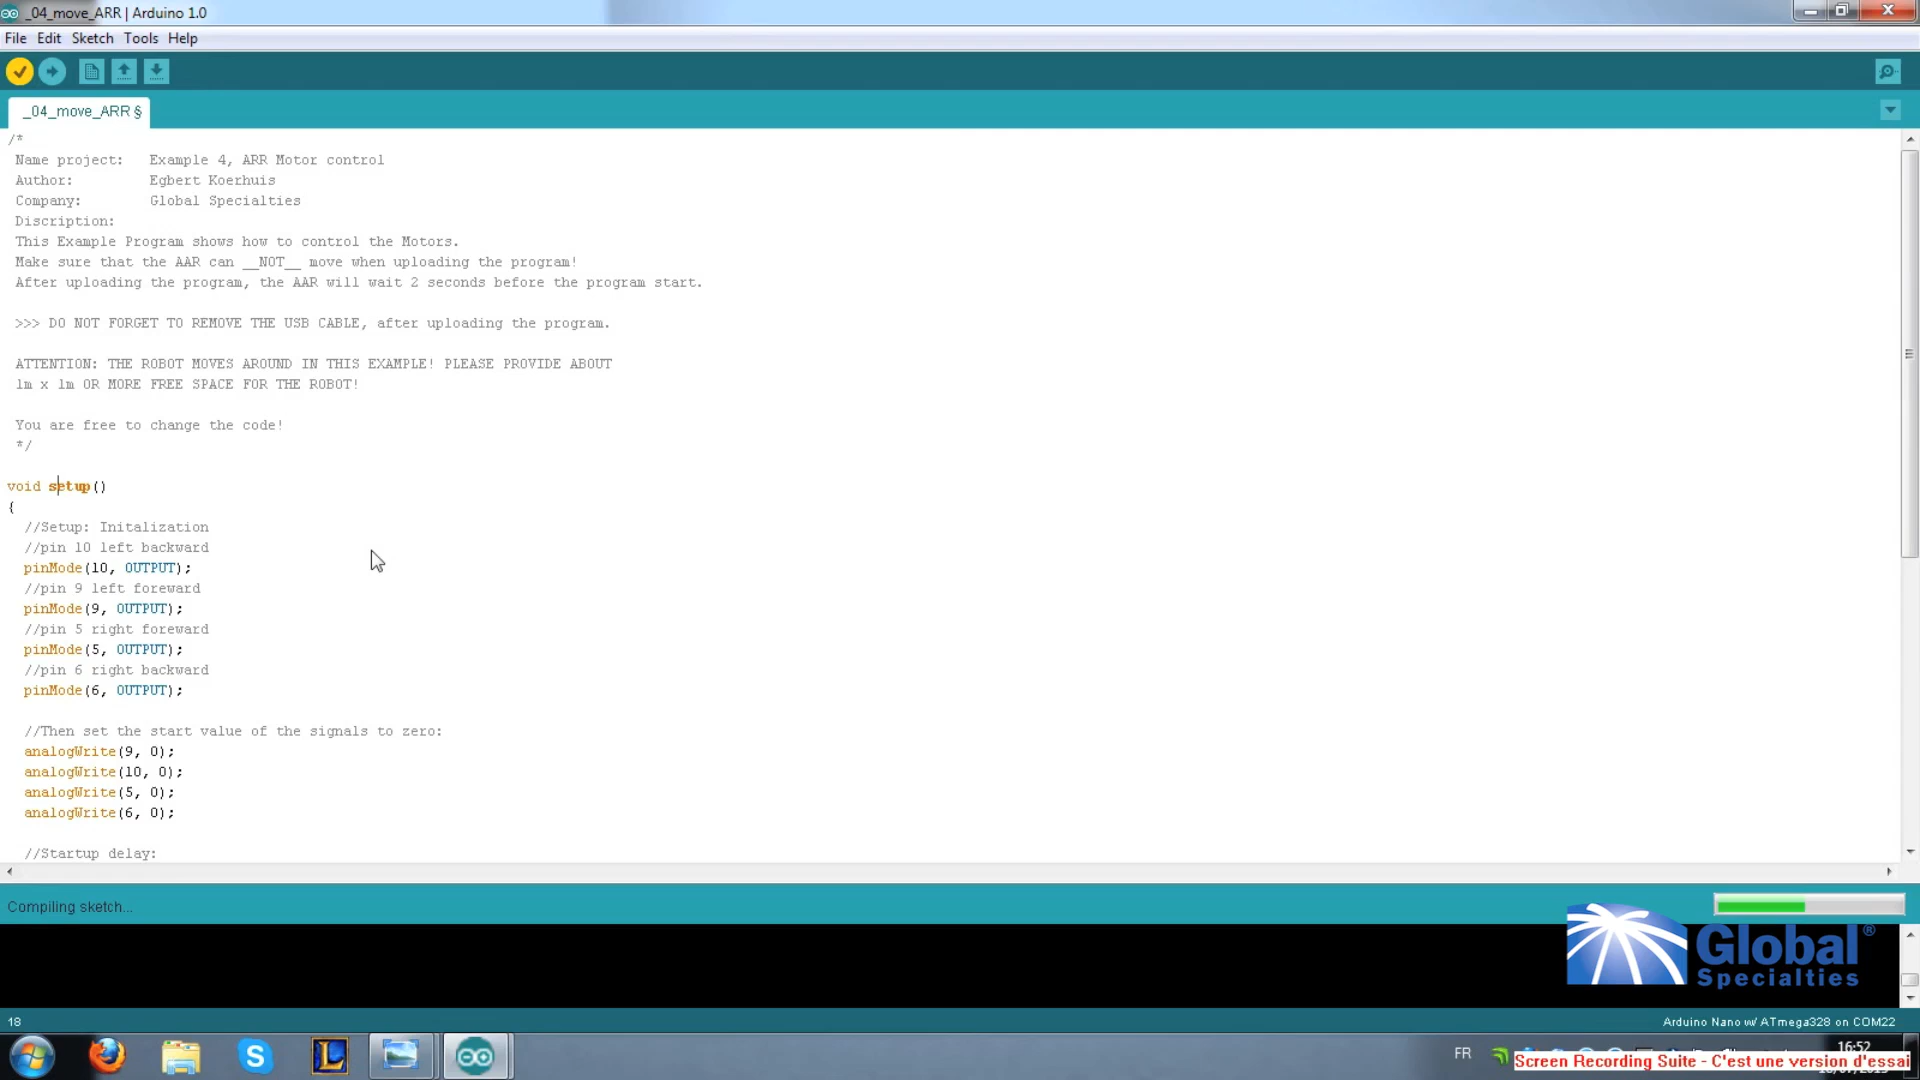 _04_move_ARR | Arduino 1.0
File Edit Sketch Tools Help
_04_move_ARR §
/*
Name project: Example 4, ARR Motor control
Author: Egbert Koerhuis
Company: Global Specialties
Discription:
This Example Program shows how to control the Motors.
Make sure that the AAR can __NOT__ move when uploading the program!
After uploading the program, the AAR will wait 2 seconds before the program start.
>>> DO NOT FORGET TO REMOVE THE USB CABLE, after uploading the program.
ATTENTION: THE ROBOT MOVES AROUND IN THIS EXAMPLE! PLEASE PROVIDE ABOUT
1m x 1m OR MORE FREE SPACE FOR THE ROBOT!
You are free to change the code!
*/
void setup()
{
//Setup: Initalization
//pin 10 left backward
pinMode(10, OUTPUT);
//pin 9 left foreward
pinMode(9, OUTPUT);
//pin 5 right foreward
pinMode(5, OUTPUT);
//pin 6 right backward
pinMode(6, OUTPUT);
//Then set the start value of the signals to zero:
analogWrite(9, 0);
analogWrite(10, 0);
analogWrite(5, 0);
analogWrite(6, 0);
//Startup delay:
Compiling sketch...
Global®
Specialties
18
Arduino Nano w/ ATmega328 on COM22
FR
16:52
Screen Recording Suite - C'est une version d'essai